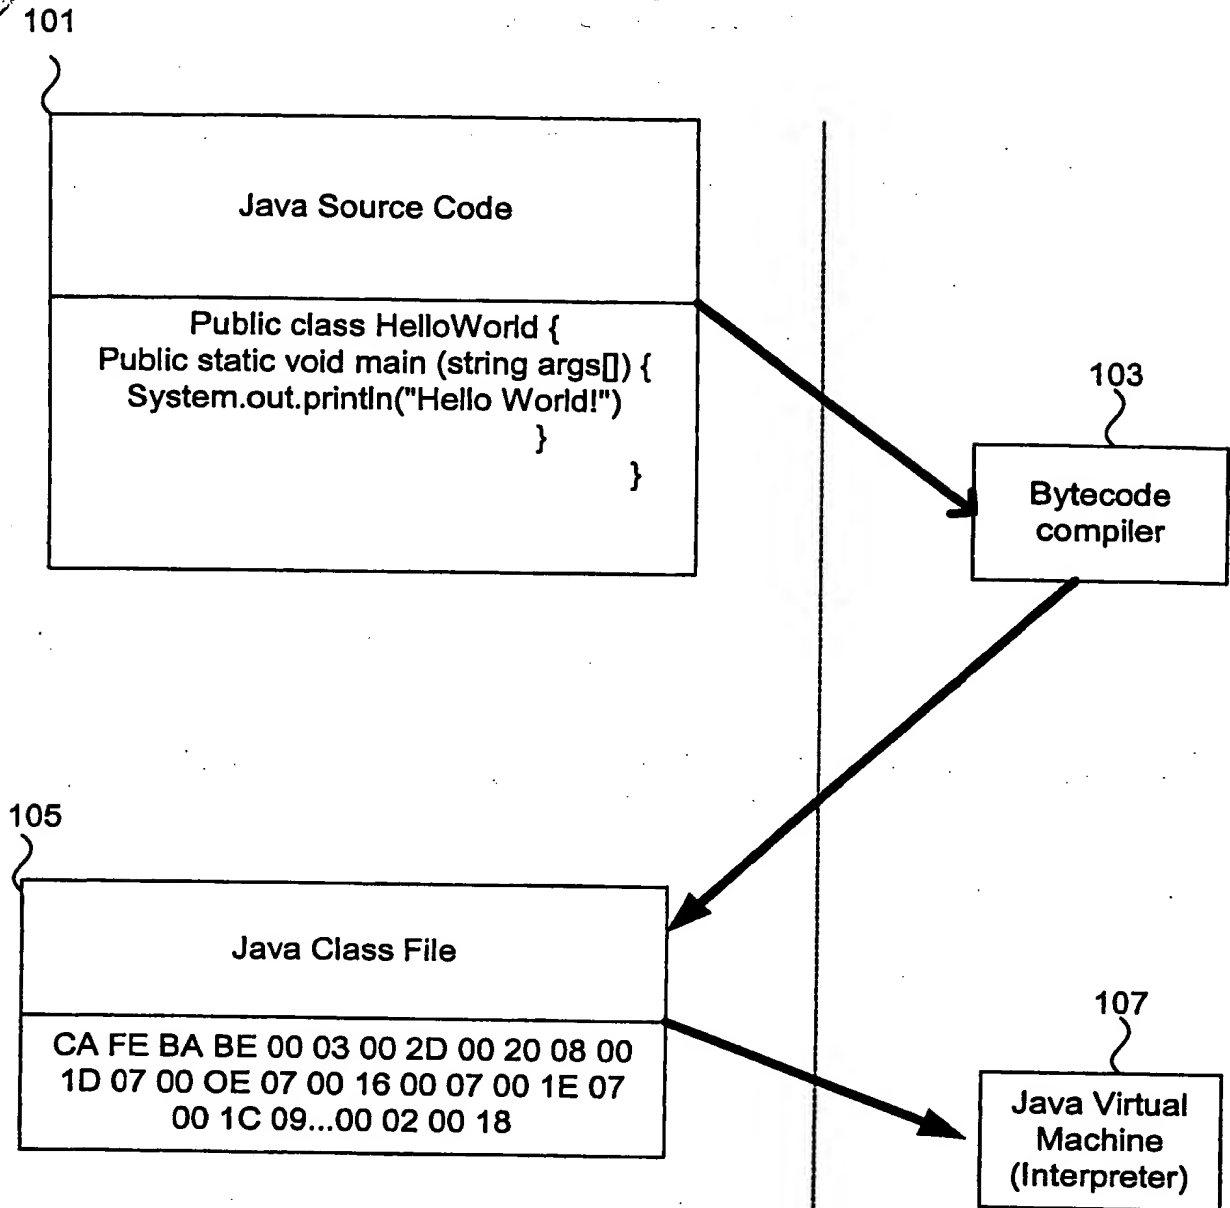 101
Java Source Code
Public class HelloWorld {
Public static void main (string args[]) {
System.out.println("Hello World!")
}
}
103
Bytecode
compiler
105
Java Class File
CA FE BA BE 00 03 00 2D 00 20 08 00
1D 07 00 OE 07 00 16 00 07 00 1E 07
00 1C 09...00 02 00 18
107
Java Virtual
Machine
(Interpreter)